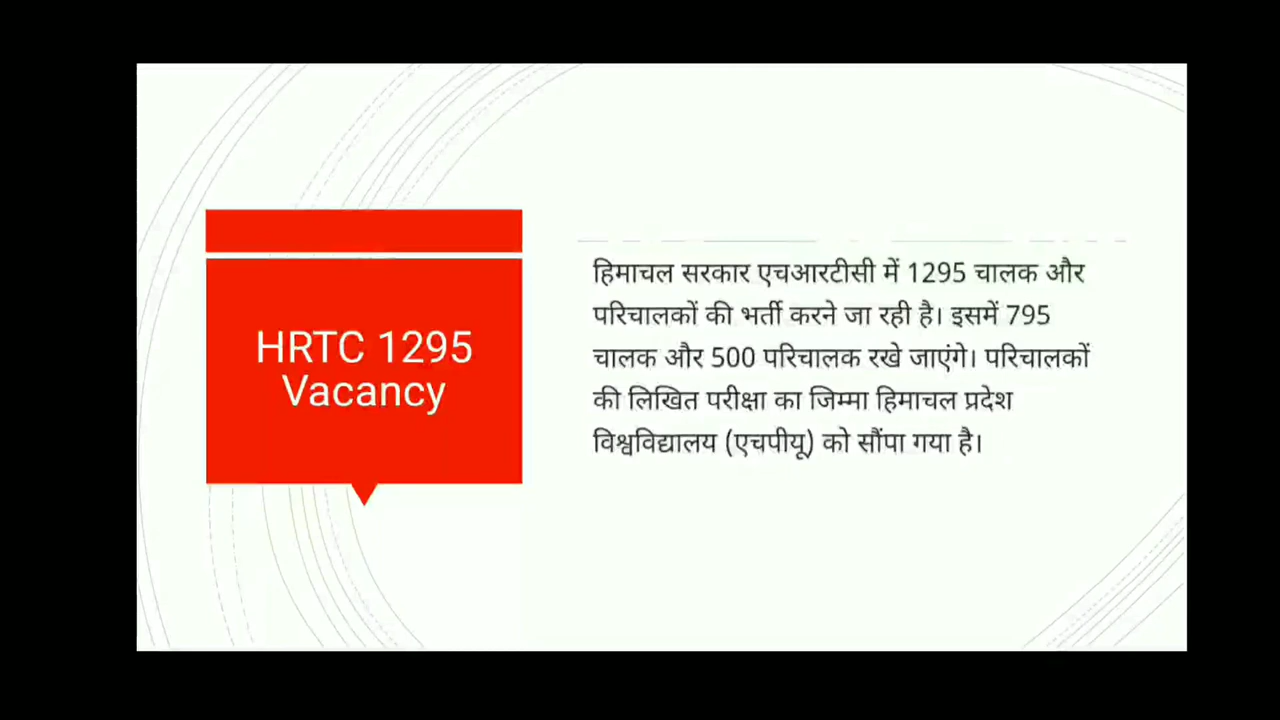 HRTC 1295
Vacancy
हिमाचल सरकार एचआरटीसी में 1295 चालक और
परिचालकों की भर्ती करने जा रही है। इसमें 795
चालक और 500 परिचालक रखे जाएंगे। परिचालकों
की लिखित परीक्षा का जिम्मा हिमाचल प्रदेश
विश्वविद्यालय (एचपीयू) को सौंपा गया है।